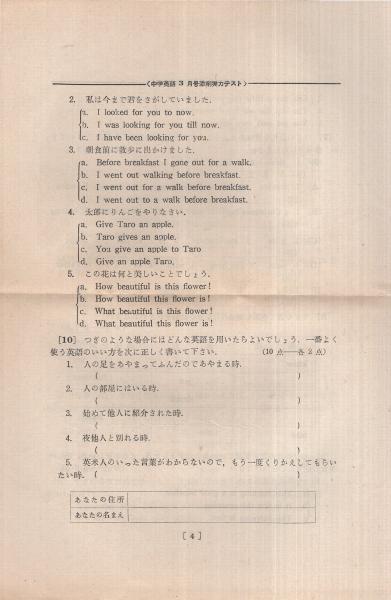 (中学英語 3 月号添削弾力テスト)
2. 私は今まで君をさがしていました.
a. I looked for you to now.
b. I was looking for you till now.
c. I have been looking for you.
3. 朝食前に散歩に出かけました.
a. Before breakfast I gone out for a walk.
b. I went out walking before breakfast.
c, I went out for a walk before breakfast.
d. I went out to a walk before breakfast.
4. 太郎にりんごをやりなさい.
a. Give Taro an apple.
b. Taro gives an apple.
c. You give an apple to Taro
d. Give an apple Taro.
5. この花は何と美しいことでしょう.
a. How beautiful is this flower!
b. How beautiful this flower is!
c. What beautiful is this flower!
d. What beautiful this flower is!
[10] つぎのような場合にはどんな英語を用いたらよいでしょう. 一番よく
使う英語のいい方を次に正しく書いて下さい. (10 点——各 2 点)
1. 人の足をあやまってふんだのであやまる時.
( )
2. 人の部屋にはいる時.
( )
3. 始めて他人に紹介された時.
( )
4. 夜他人と別れる時.
( )
5. 英米人のいった言葉がわからないので, もう一度くりかえしてもらい
たい時. ( )
あなたの住所
あなたの名まえ
[ 4 ]